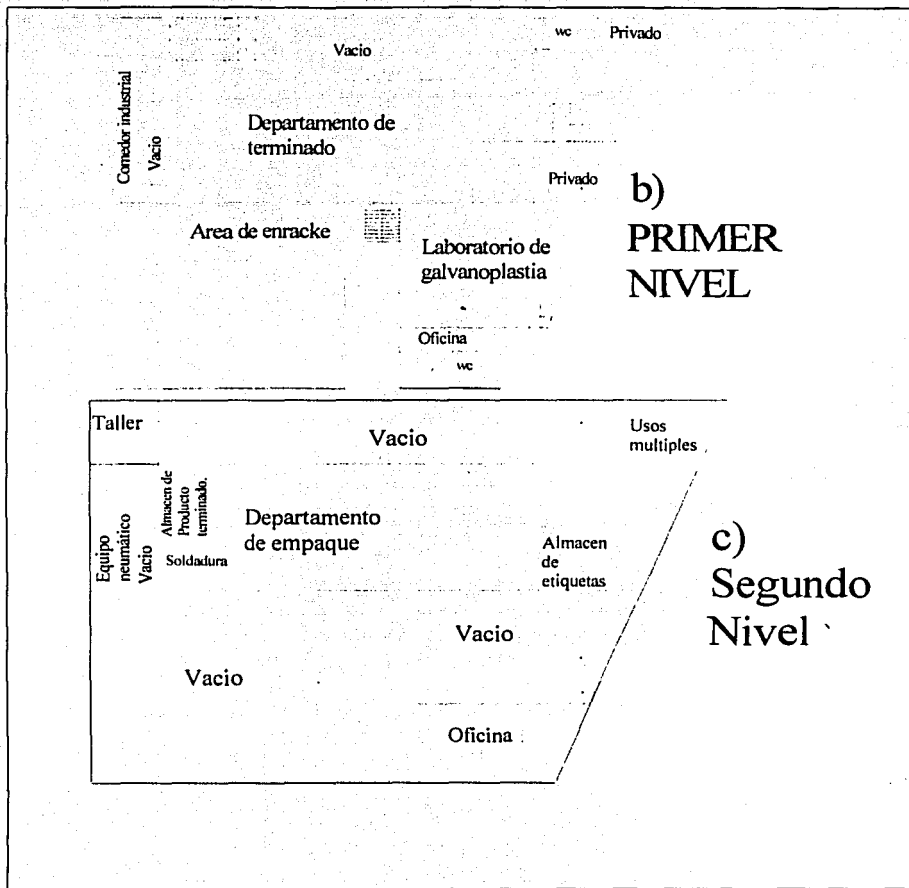 wc Privado
Vacio
Comedor industrial
Vacio
Departamento de
terminado
Privado
b)
PRIMER
NIVEL
Area de enracke
Laboratorio de
galvanoplastia
Oficina
wc
Taller
Vacio
Usos
multiples
Almacen de
Producto
terminado.
Departamento
de empaque
Equipo
neumático
Vacio
Soldadura
Almacen
de
etiquetas
c)
Segundo
Nivel
Vacio
Vacio
Oficina